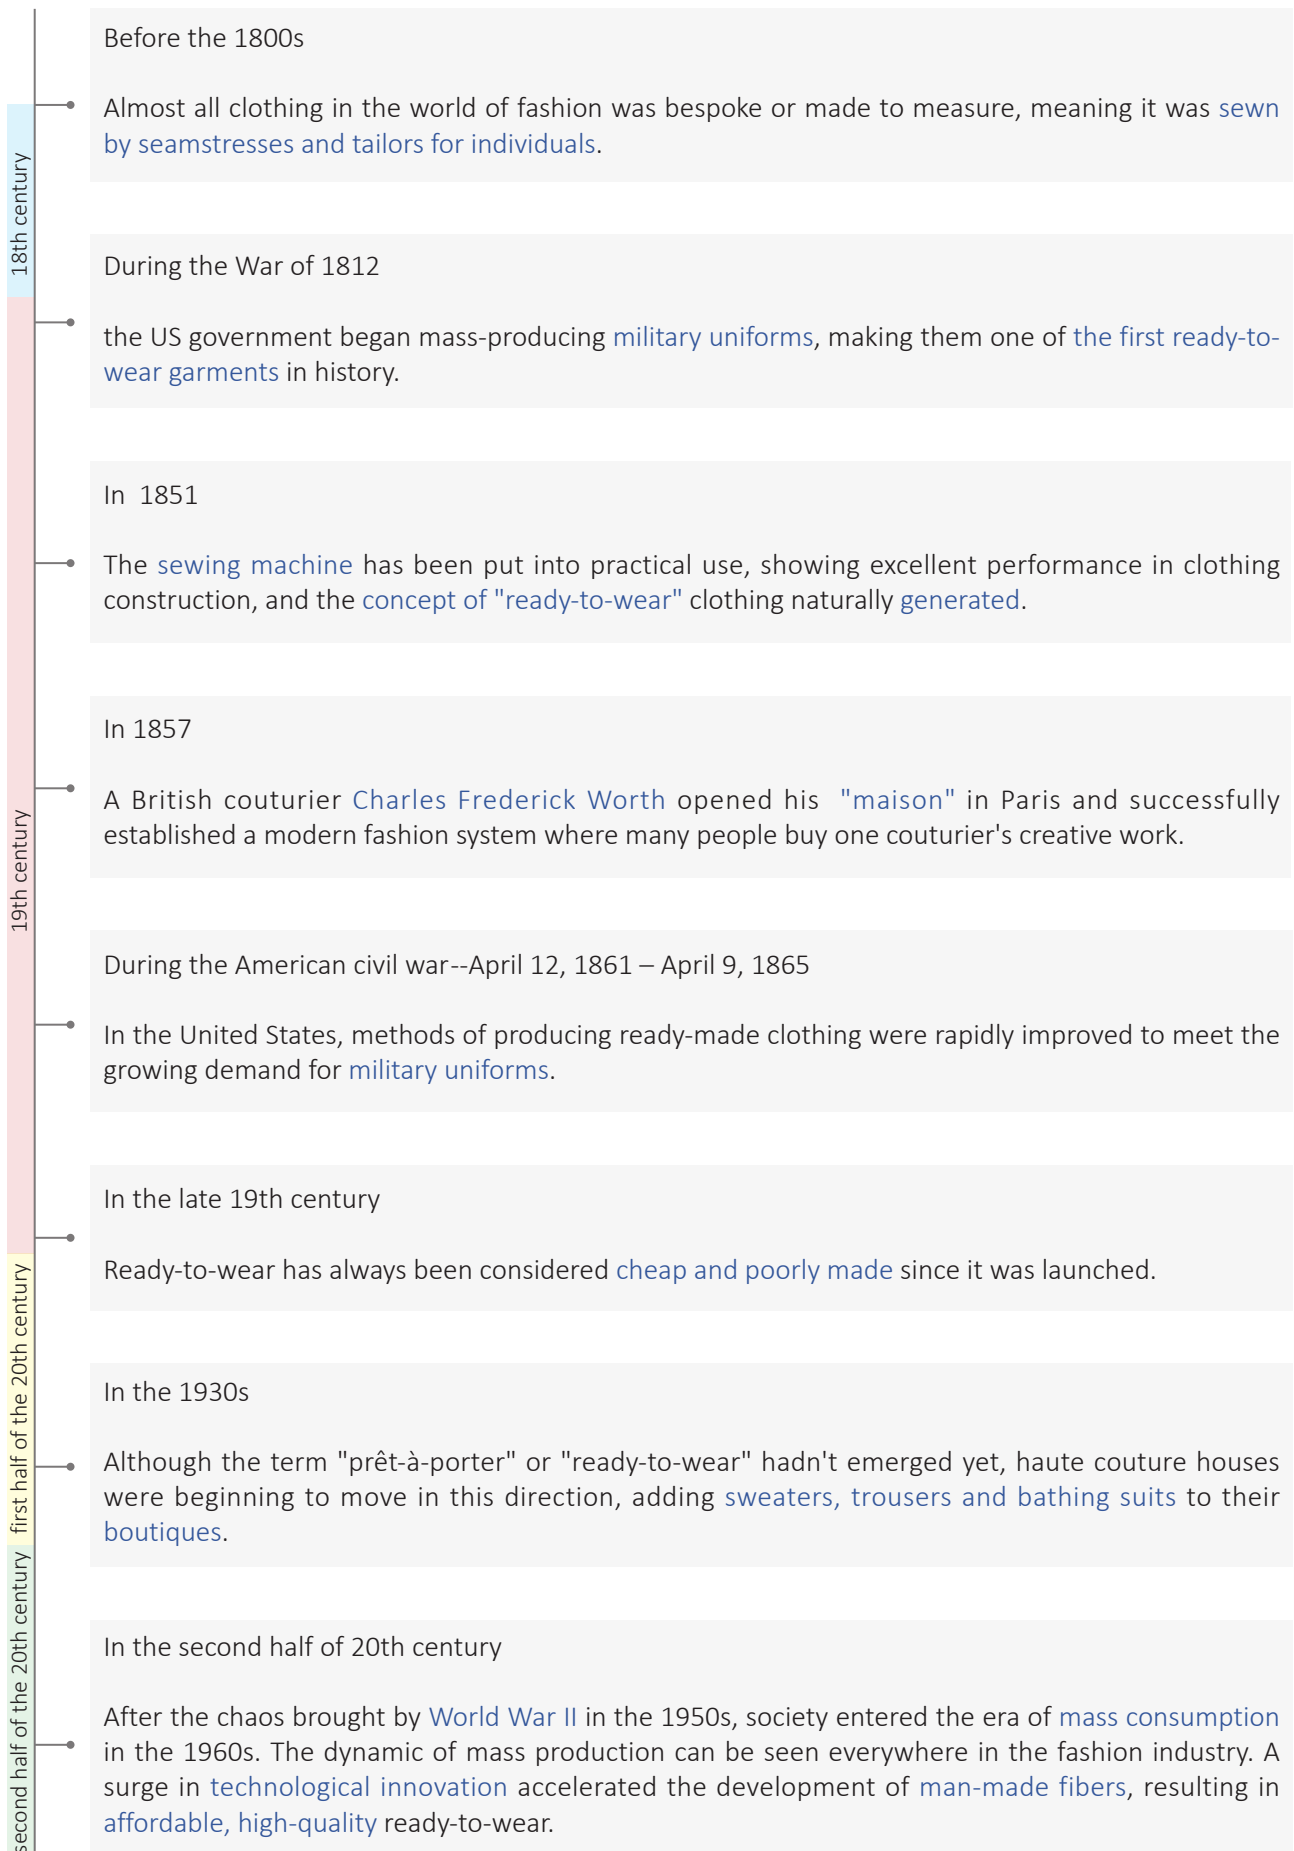 Before the 1800s
Almost all clothing in the world of fashion was bespoke or made to measure, meaning it was sewn
by seamstresses and tailors for individuals.
18th century
During the War of 1812
the US government began mass-producing military uniforms, making them one of the first ready-to-
wear garments in history.
In 1851
The sewing machine has been put into practical use, showing excellent performance in clothing
construction, and the concept of "ready-to-wear" clothing naturally generated.
In 1857
A British couturier Charles Frederick Worth opened his "maison" in Paris and successfully
established a modern fashion system where many people buy one couturier's creative work.
19th century
During the American civil war--April 12, 1861 – April 9, 1865
In the United States, methods of producing ready-made clothing were rapidly improved to meet the
growing demand for military uniforms.
In the late 19th century
Ready-to-wear has always been considered cheap and poorly made since it was launched.
first half of the 20th century
In the 1930s
Although the term "prêt-à-porter" or "ready-to-wear" hadn't emerged yet, haute couture houses
were beginning to move in this direction, adding sweaters, trousers and bathing suits to their
boutiques.
second half of the 20th century
In the second half of 20th century
After the chaos brought by World War II in the 1950s, society entered the era of mass consumption
in the 1960s. The dynamic of mass production can be seen everywhere in the fashion industry. A
surge in technological innovation accelerated the development of man-made fibers, resulting in
affordable, high-quality ready-to-wear.